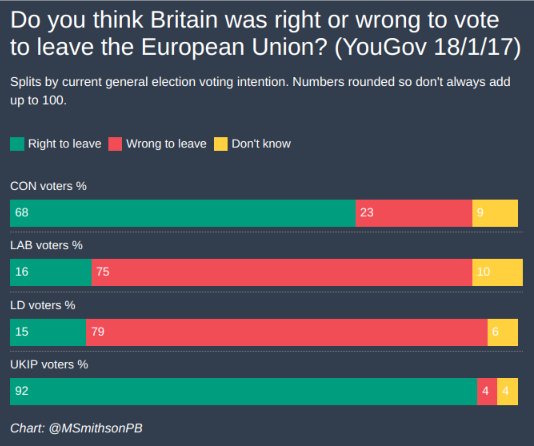 Do you think Britain was right or wrong to vote
to leave the European Union? (YouGov 18/1/17)
Splits by current general election voting intention. Numbers rounded so don't always add
up to 100.
Right to leave Wrong to leave Don't know
CON voters %
68 23 9
LAB voters %
16 75 10
LD voters %
15 79 6
UKIP voters %
92 4 4
Chart: @MSmithsonPB